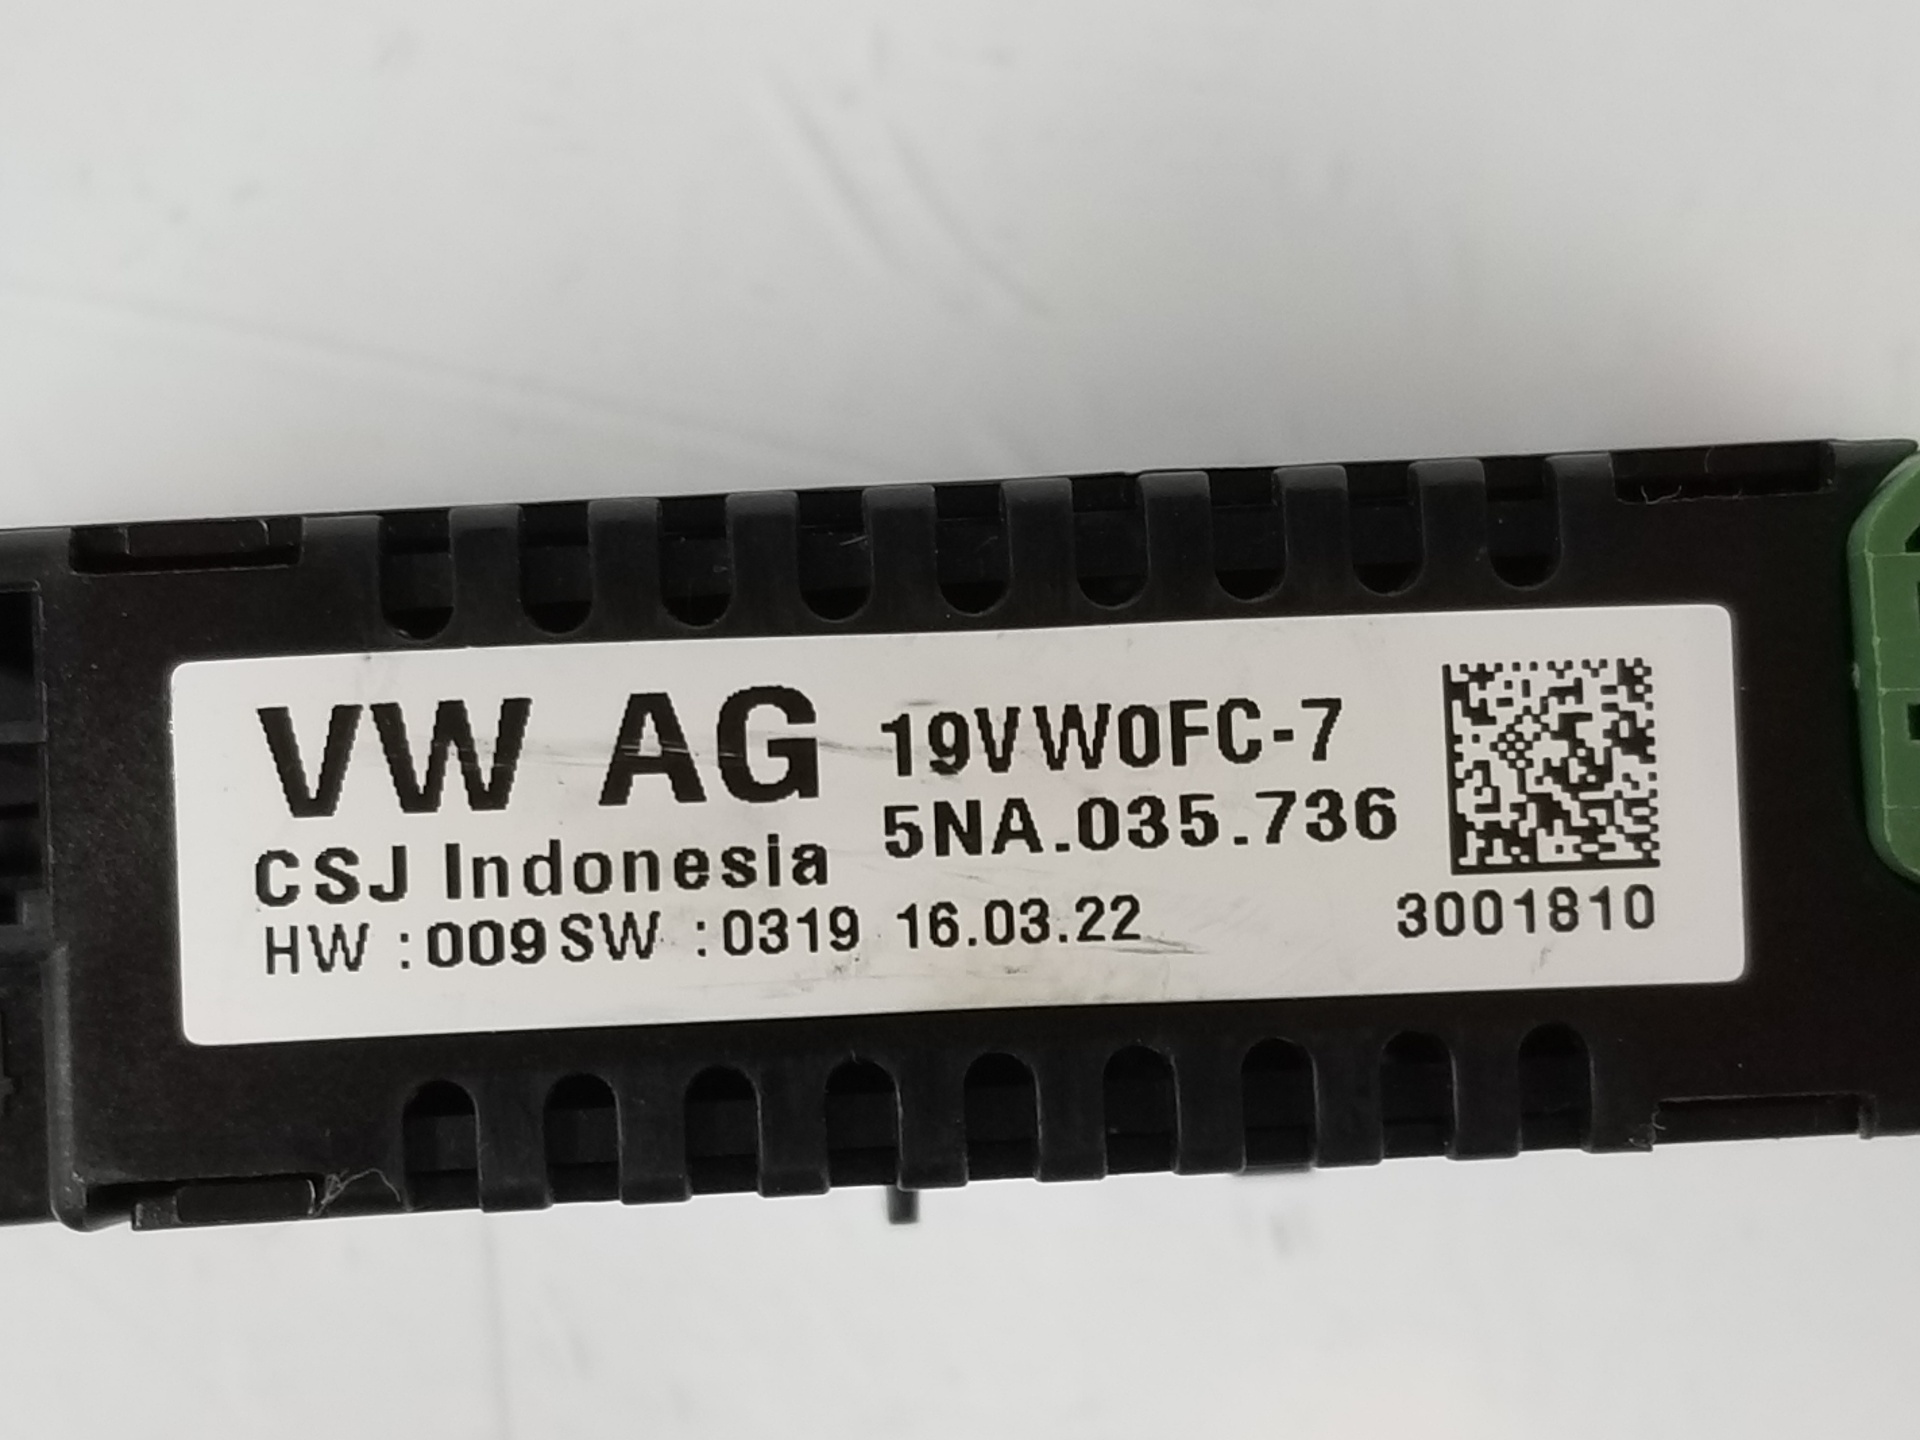 VW AG 19VW0FC-7
5NA.035.736
CSJ Indonesia
HW :009SW :0319 16.03.22
3001810